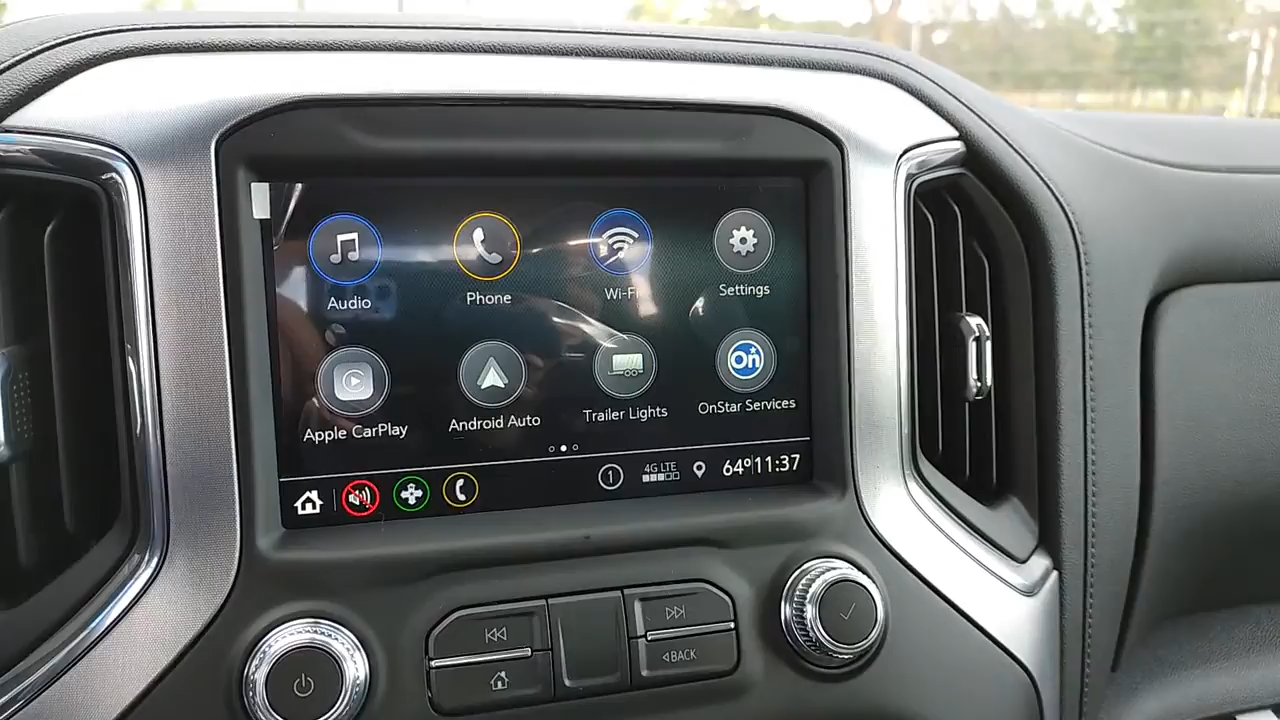 Audio
Phone
Wi-Fi
Settings
On
Apple CarPlay
Android Auto
Trailer Lights
OnStar Services
1
4G LTE
64° 11:37
BACK